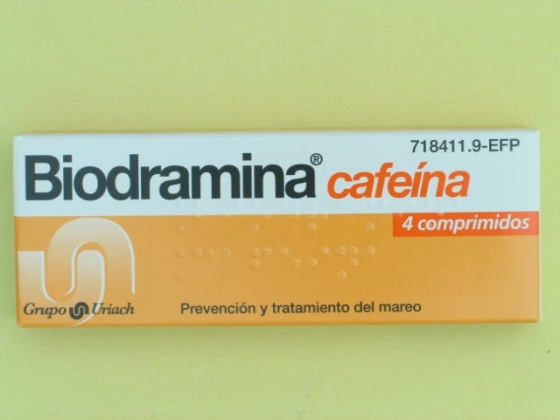 718411.9-EFP
Biodramina® cafeína
4 comprimidos
Grupo Uriach
Prevención y tratamiento del mareo